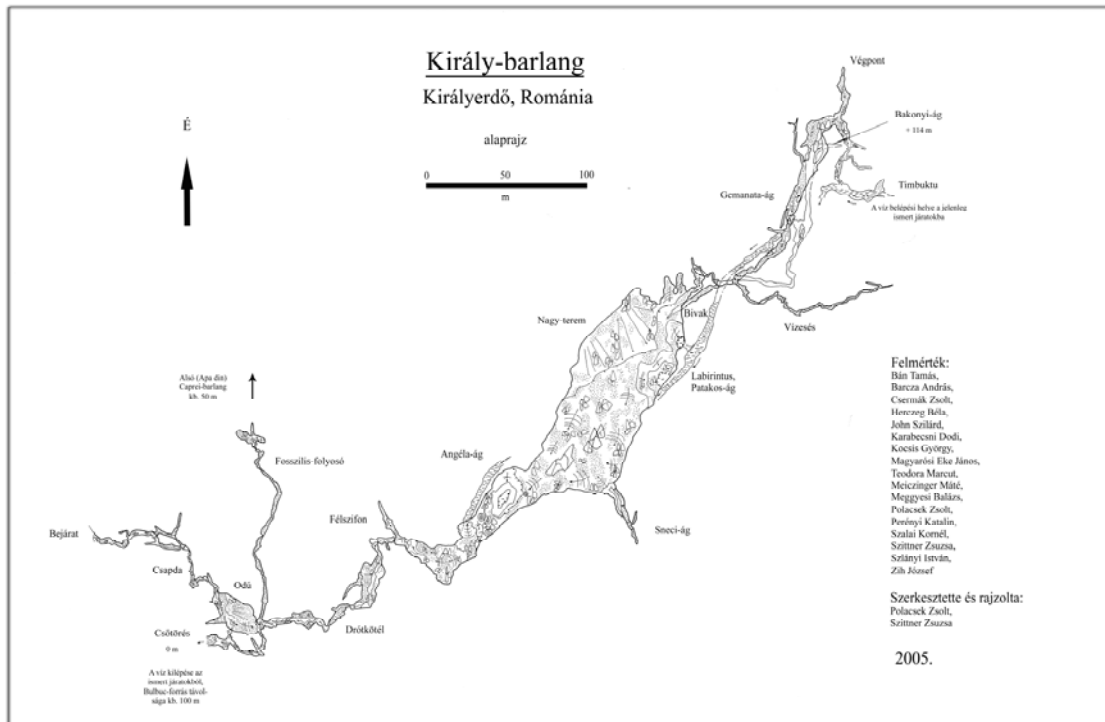 Király-barlang
Királyerdő, Románia
alaprajz
0 50 100
m
É
Végpont
Bakonyi-ág
+ 114 m
Timbuktu
A víz belépési helye a jelenleg
ismert járatokba
Gemanata-ág
Nagy-terem
Bivak
Vízesés
Labirintus,
Patakos-ág
Alsó (Apa din)
Caprei-barlang
kb. 50 m
Fosszilis-folyosó
Angéla-ág
Félszifon
Sneci-ág
Bejárat
Csapda
Odú
Drótkötél
Csőtörés
0 m
A víz kilépése az
ismert járatokból,
Bulbuc-forrás távol-
sága kb. 100 m
Felmérték:
Bán Tamás,
Barcza András,
Csermák Zsolt,
Herczeg Béla,
John Szilárd,
Karabecsni Dodi,
Kocsis György,
Magyarósi Eke János,
Teodora Marcut,
Meiczinger Máté,
Meggyesi Balázs,
Polacsek Zsolt,
Perényi Katalin,
Szalai Kornél,
Szittner Zsuzsa,
Szlányi István,
Zih József
Szerkesztette és rajzolta:
Polacsek Zsolt,
Szittner Zsuzsa
2005.